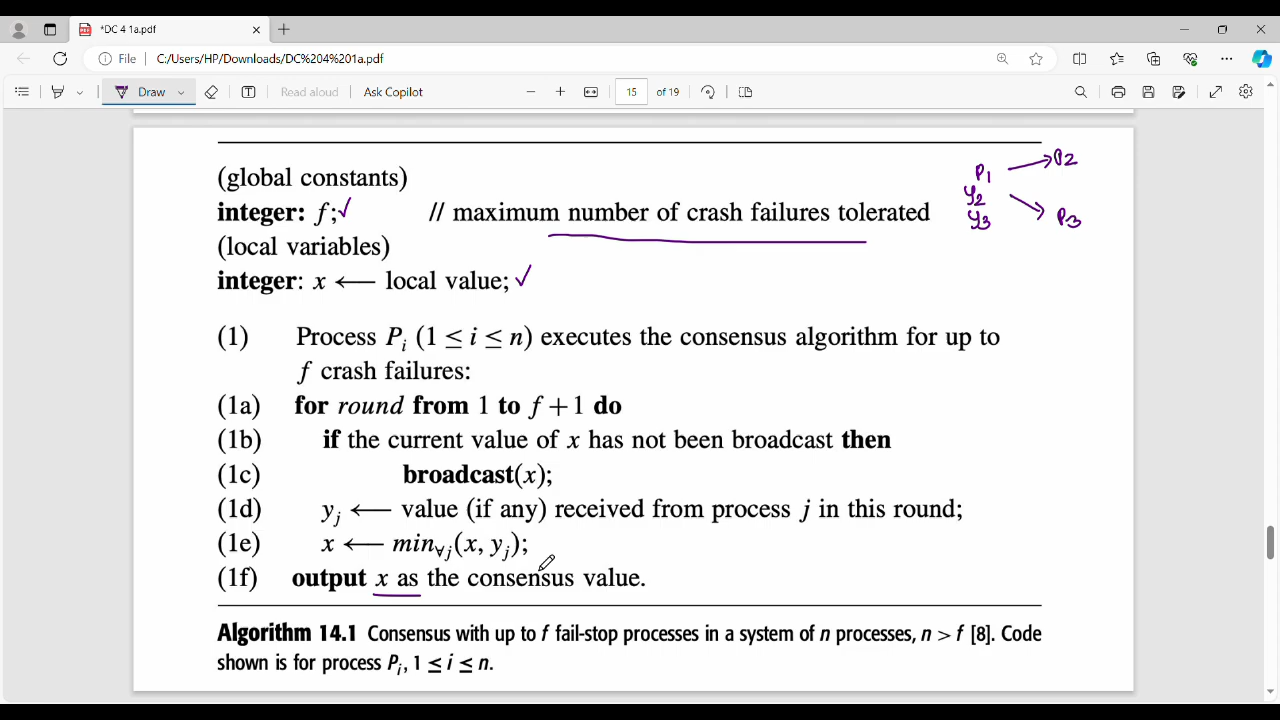 *DC 4 1a.pdf
File C:/Users/HP/Downloads/DC%204%201a.pdf
Draw Read aloud Ask Copilot 15 of 19
(global constants)
integer: f; ✓ // maximum number of crash failures tolerated
(local variables)
integer: x ⟵ local value; ✓
P1 → P2
y2
y3 → P3
(1) Process Pi (1 ≤ i ≤ n) executes the consensus algorithm for up to
f crash failures:
(1a) for round from 1 to f + 1 do
(1b) if the current value of x has not been broadcast then
(1c) broadcast(x);
(1d) yj ⟵ value (if any) received from process j in this round;
(1e) x ⟵ min∀j(x, yj);
(1f) output x as the consensus value.
Algorithm 14.1 Consensus with up to f fail-stop processes in a system of n processes, n > f [8]. Code
shown is for process Pi, 1 ≤ i ≤ n.